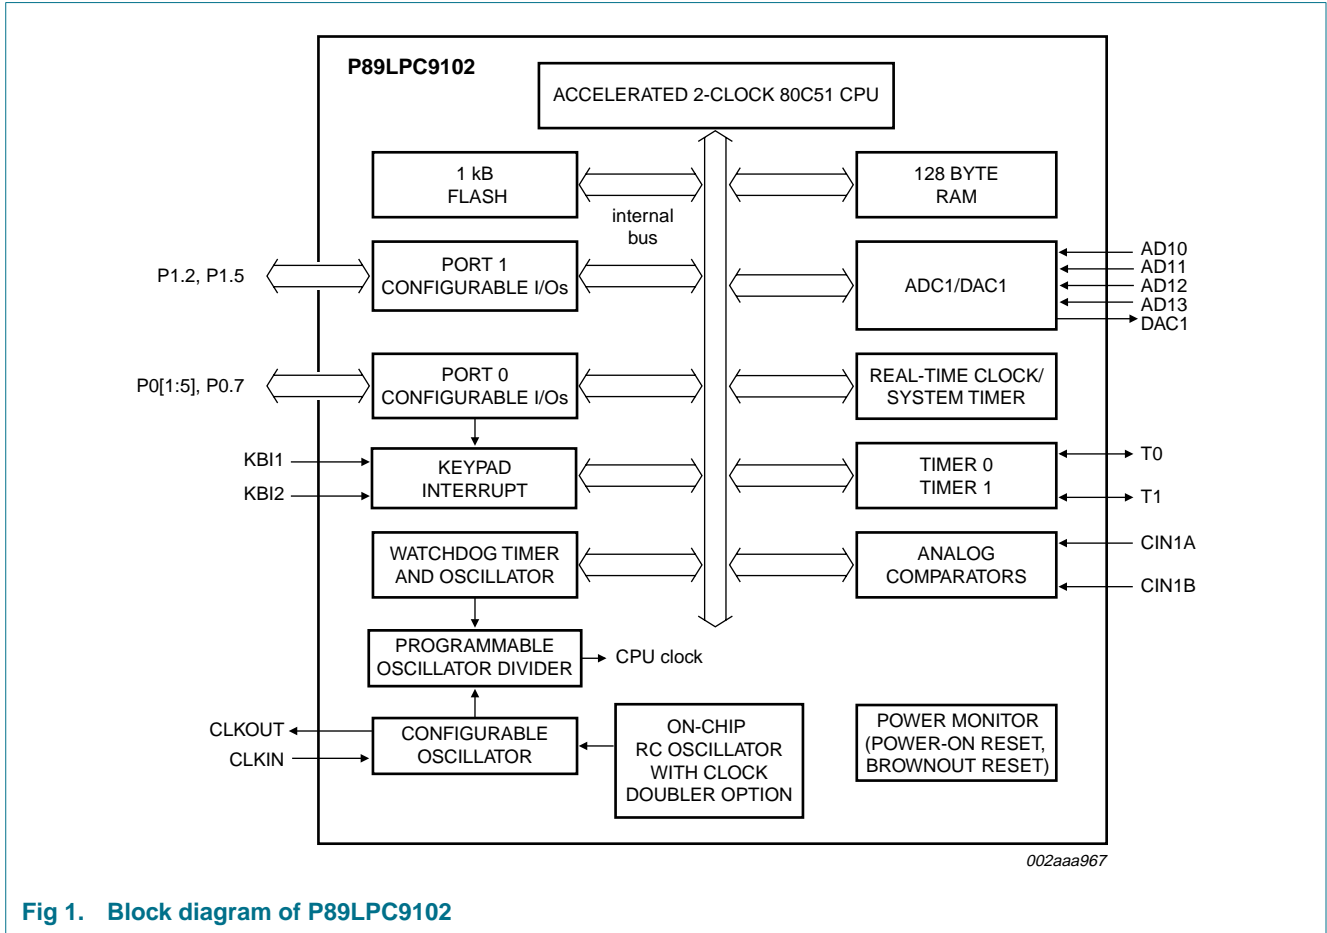 P89LPC9102
ACCELERATED 2-CLOCK 80C51 CPU
1 kB
FLASH
128 BYTE
RAM
internal
bus
P1.2, P1.5
PORT 1
CONFIGURABLE I/Os
ADC1/DAC1
AD10
AD11
AD12
AD13
DAC1
P0[1:5], P0.7
PORT 0
CONFIGURABLE I/Os
REAL-TIME CLOCK/
SYSTEM TIMER
KBI1
KBI2
KEYPAD
INTERRUPT
TIMER 0
TIMER 1
T0
T1
WATCHDOG TIMER
AND OSCILLATOR
ANALOG
COMPARATORS
CIN1A
CIN1B
PROGRAMMABLE
OSCILLATOR DIVIDER
CPU clock
CLKOUT
CLKIN
CONFIGURABLE
OSCILLATOR
ON-CHIP
RC OSCILLATOR
WITH CLOCK
DOUBLER OPTION
POWER MONITOR
(POWER-ON RESET,
BROWNOUT RESET)
002aaa967
Fig 1. Block diagram of P89LPC9102